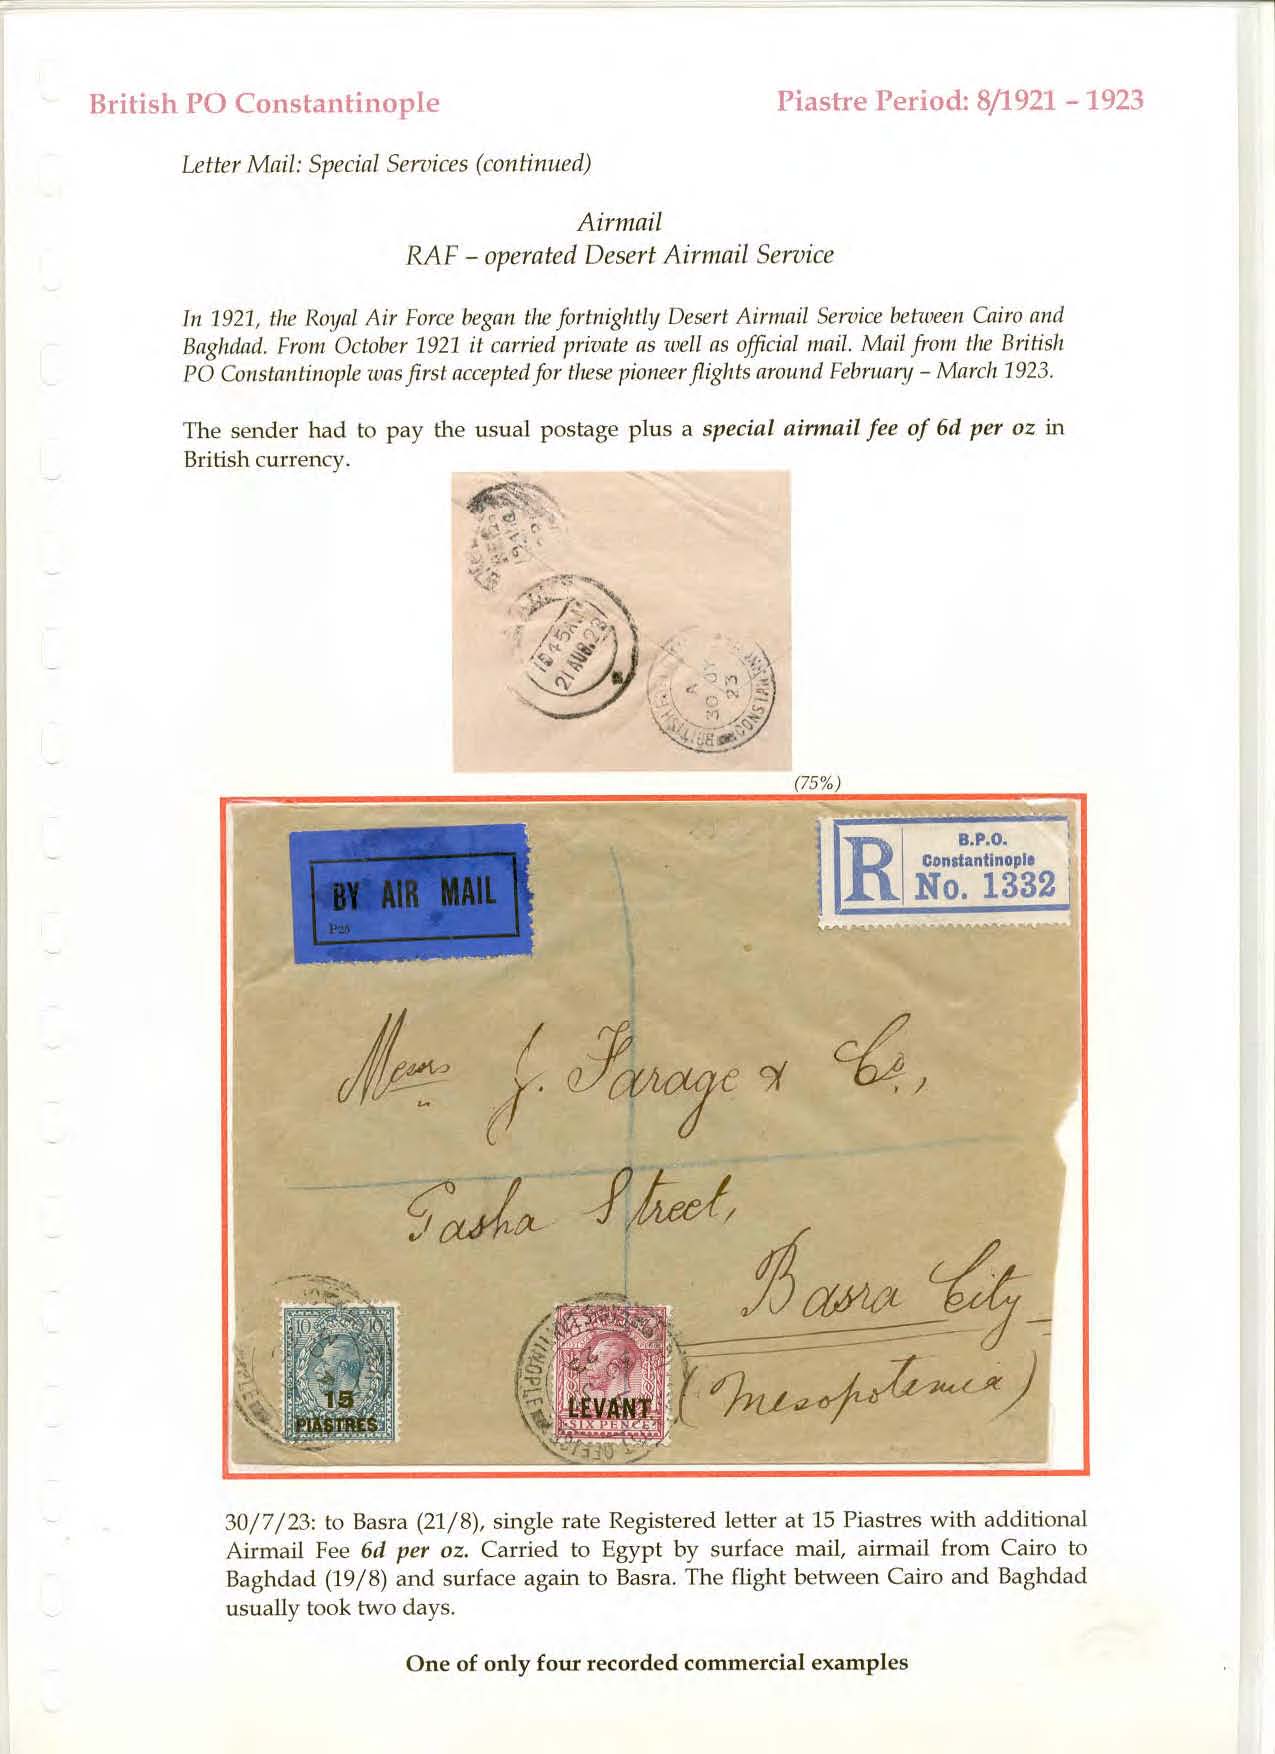 British PO Constantinople
Piastre Period: 8/1921 – 1923
Letter Mail: Special Services (continued)
Airmail
RAF – operated Desert Airmail Service
In 1921, the Royal Air Force began the fortnightly Desert Airmail Service between Cairo and
Baghdad. From October 1921 it carried private as well as official mail. Mail from the British
PO Constantinople was first accepted for these pioneer flights around February – March 1923.
The sender had to pay the usual postage plus a special airmail fee of 6d per oz in
British currency.
21 AUG.23
A
30 JY
23
BRITISH
CONSTANTINOPLE
(75%)
BY AIR MAIL
P25
R
B.P.O.
Constantinople
No. 1332
Messrs J. Farage & Co.,
Pasha Street,
Basra City
(Mesopotamia)
10 10
15
PIASTRES
LEVANT
SIX PENCE
30/7/23: to Basra (21/8), single rate Registered letter at 15 Piastres with additional
Airmail Fee 6d per oz. Carried to Egypt by surface mail, airmail from Cairo to
Baghdad (19/8) and surface again to Basra. The flight between Cairo and Baghdad
usually took two days.
One of only four recorded commercial examples